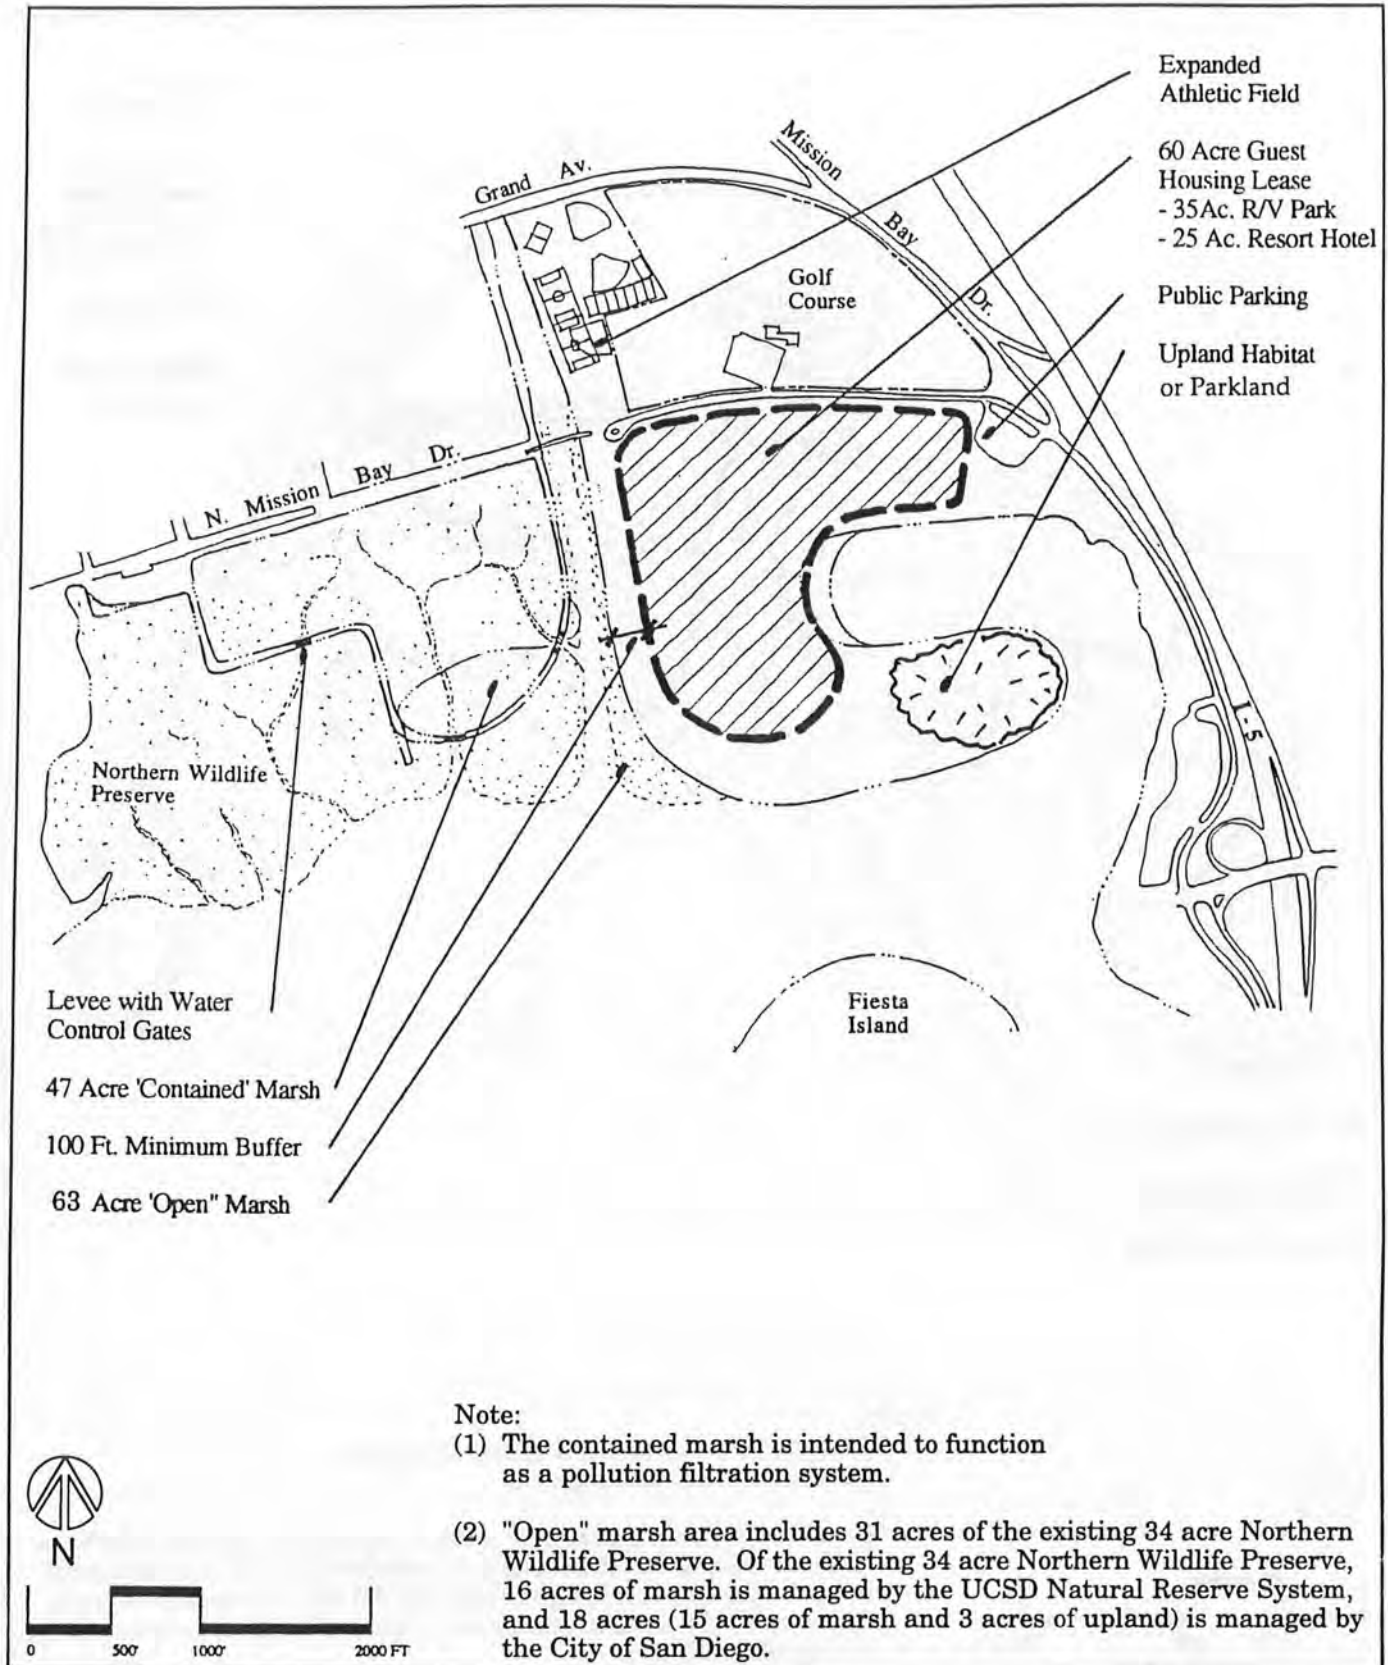 Expanded
Athletic Field
60 Acre Guest
Housing Lease
- 35Ac. R/V Park
- 25 Ac. Resort Hotel
Public Parking
Upland Habitat
or Parkland
Mission
Bay
Dr.
Grand Av.
Golf
Course
N. Mission Bay Dr.
I-5
Northern Wildlife
Preserve
Fiesta
Island
Levee with Water
Control Gates
47 Acre 'Contained' Marsh
100 Ft. Minimum Buffer
63 Acre 'Open" Marsh
Note:
(1) The contained marsh is intended to function
as a pollution filtration system.
(2) "Open" marsh area includes 31 acres of the existing 34 acre Northern
Wildlife Preserve. Of the existing 34 acre Northern Wildlife Preserve,
16 acres of marsh is managed by the UCSD Natural Reserve System,
and 18 acres (15 acres of marsh and 3 acres of upland) is managed by
the City of San Diego.
N
0 500' 1000' 2000 FT